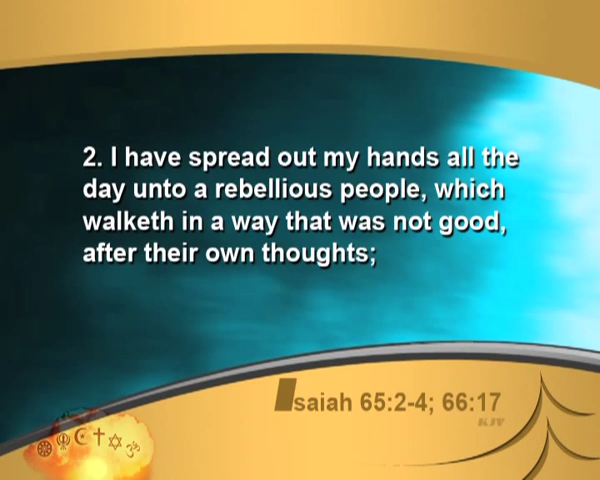 2. I have spread out my hands all the
day unto a rebellious people, which
walketh in a way that was not good,
after their own thoughts;
Isaiah 65:2-4; 66:17
KJV